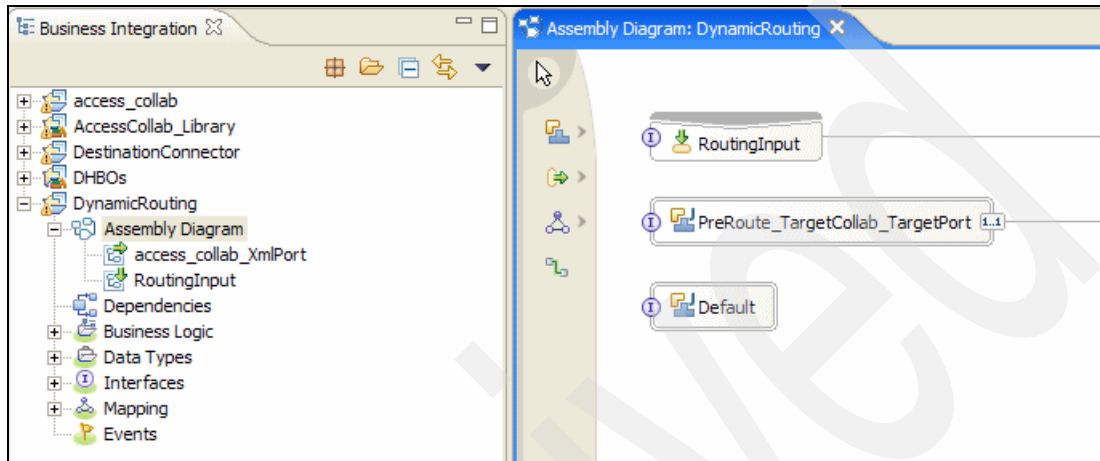 Business Integration
access_collab
AccessCollab_Library
DestinationConnector
DHBOs
DynamicRouting
Assembly Diagram
access_collab_XmlPort
RoutingInput
Dependencies
Business Logic
Data Types
Interfaces
Mapping
Events
Assembly Diagram: DynamicRouting
I RoutingInput
I PreRoute_TargetCollab_TargetPort 1..1
I Default